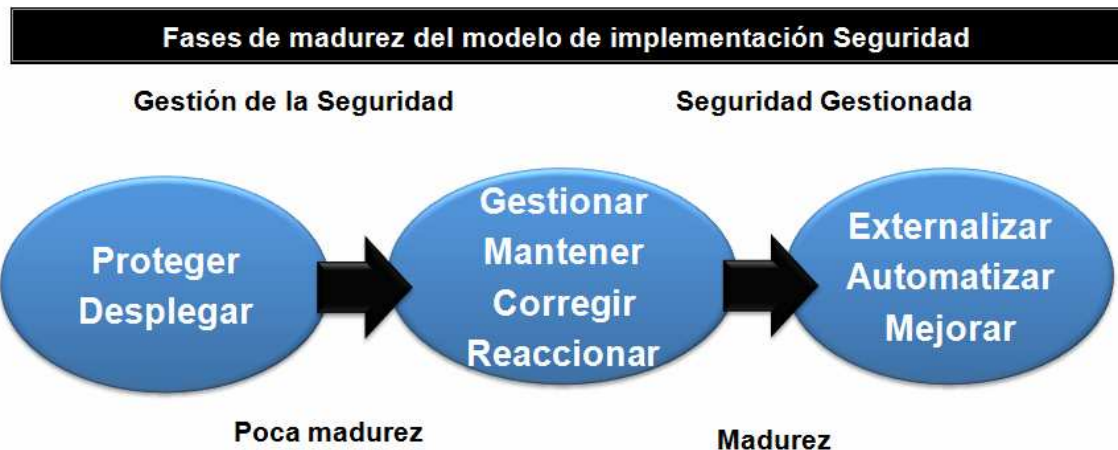 Fases de madurez del modelo de implementación Seguridad
Gestión de la Seguridad
Seguridad Gestionada
Proteger
Desplegar
Gestionar
Mantener
Corregir
Reaccionar
Externalizar
Automatizar
Mejorar
Poca madurez
Madurez